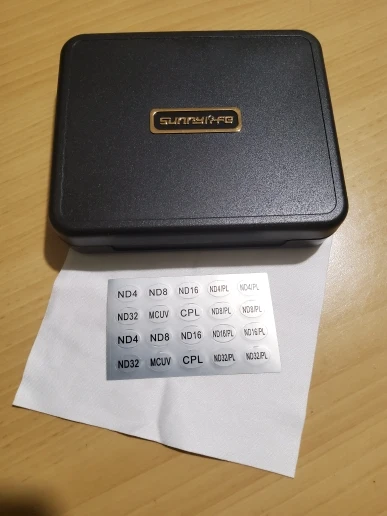 SUNNYLIFE
ND4 ND8 ND16 ND4/PL ND4/PL
ND32 MCUV CPL ND8/PL ND8/PL
ND4 ND8 ND16 ND16/PL ND16/PL
ND32 MCUV CPL ND32/PL ND32/PL